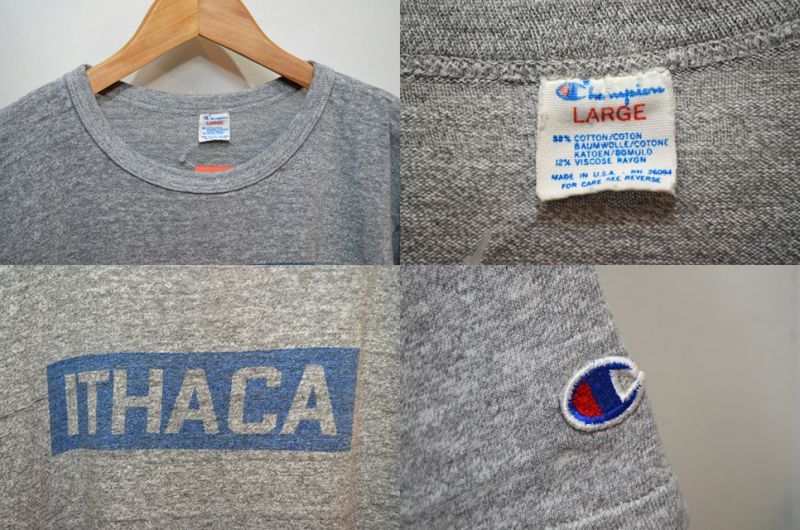 Champion
LARGE
Champion
LARGE
88% COTTON/COTON
BAUMWOLLE/COTONE
KATOEN/BOMULD
12% VISCOSE RAYON
MADE IN U.S.A. - RN 26094
FOR CARE SEE REVERSE
ITHACA